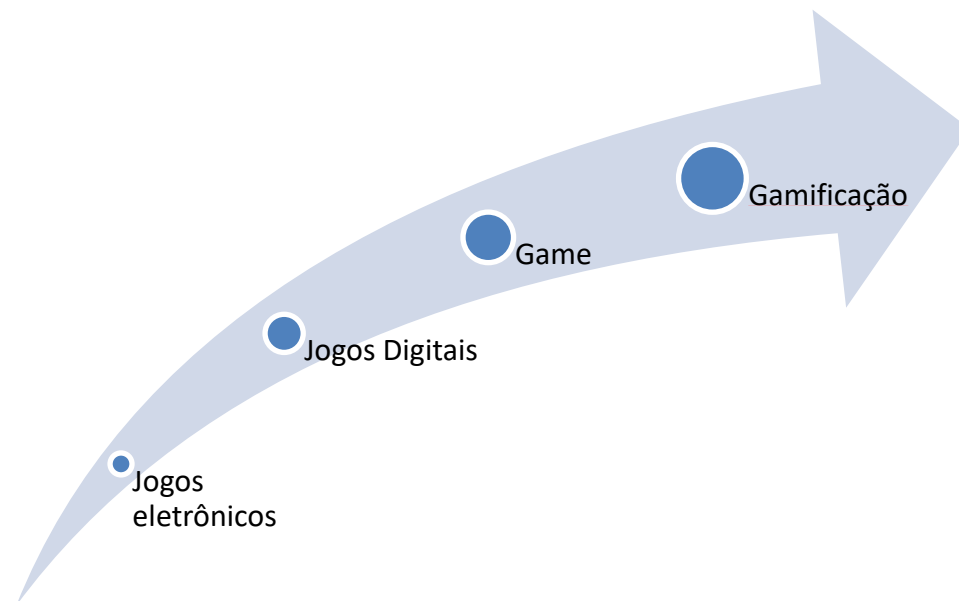 Gamificação
Game
Jogos Digitais
Jogos
eletrônicos